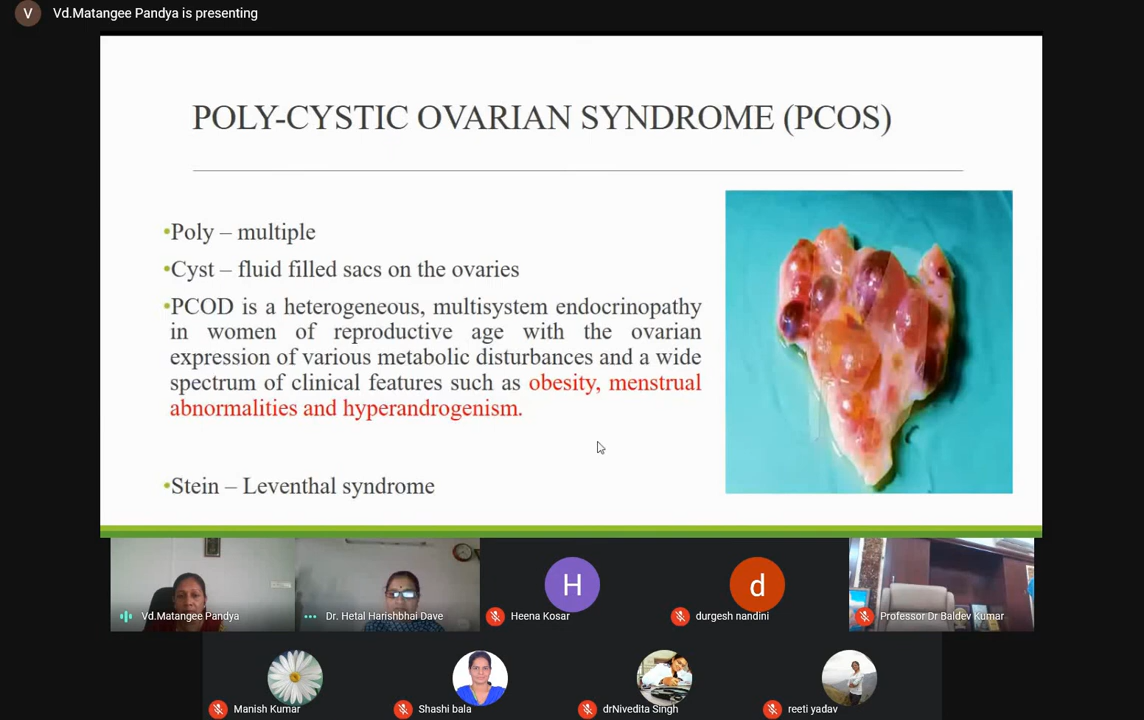 V
Vd.Matangee Pandya is presenting
POLY-CYSTIC OVARIAN SYNDROME (PCOS)
•Poly – multiple
•Cyst – fluid filled sacs on the ovaries
•PCOD is a heterogeneous, multisystem endocrinopathy
in women of reproductive age with the ovarian
expression of various metabolic disturbances and a wide
spectrum of clinical features such as obesity, menstrual
abnormalities and hyperandrogenism.
•Stein – Leventhal syndrome
H
d
Vd.Matangee Pandya
Dr. Hetal Harishbhai Dave
Heena Kosar
durgesh nandini
Professor Dr Baldev Kumar
Manish Kumar
Shashi bala
drNivedita Singh
reeti yadav